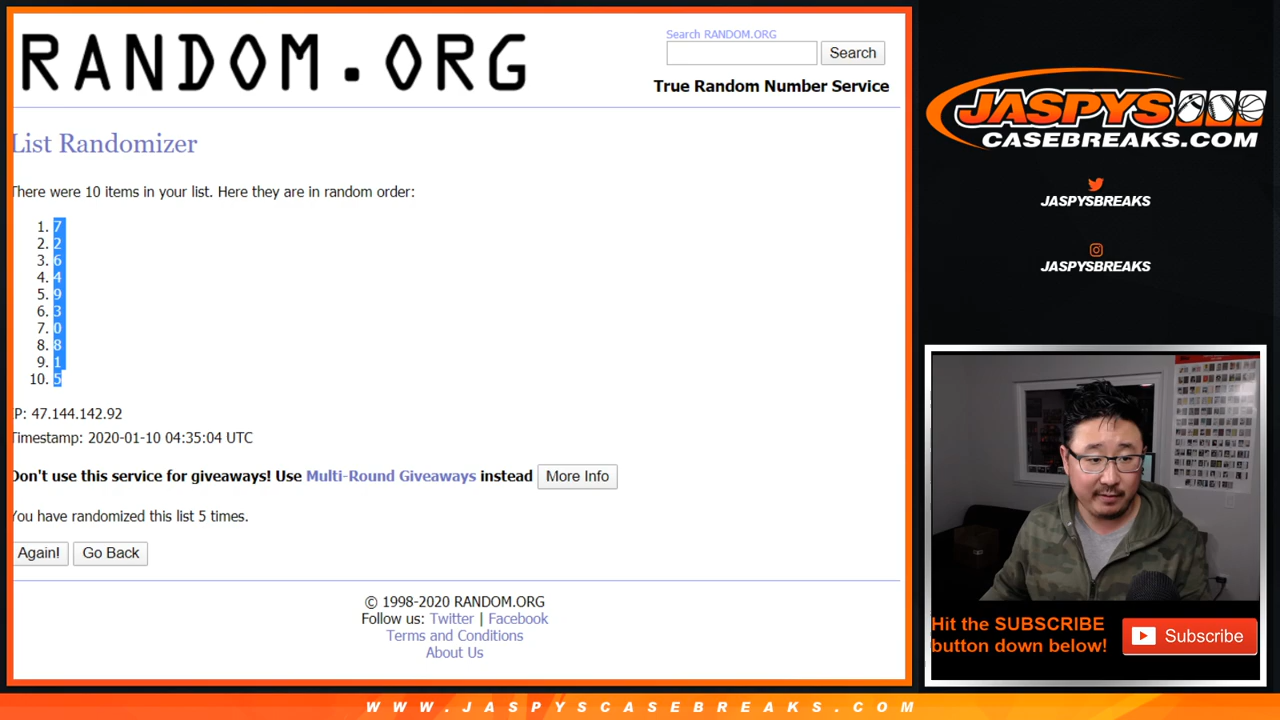 RANDOM.ORG
Search RANDOM.ORG
Search
True Random Number Service
List Randomizer
There were 10 items in your list. Here they are in random order:
1. 7
2. 2
3. 6
4. 4
5. 9
6. 3
7. 0
8. 8
9. 1
10. 5
IP: 47.144.142.92
Timestamp: 2020-01-10 04:35:04 UTC
Don't use this service for giveaways! Use Multi-Round Giveaways instead More Info
You have randomized this list 5 times.
Again! Go Back
© 1998-2020 RANDOM.ORG
Follow us: Twitter | Facebook
Terms and Conditions
About Us
JASPYS
CASEBREAKS.COM
JASPYSBREAKS
JASPYSBREAKS
Hit the SUBSCRIBE
button down below!
Subscribe
WWW.JASPYSCASEBREAKS.COM